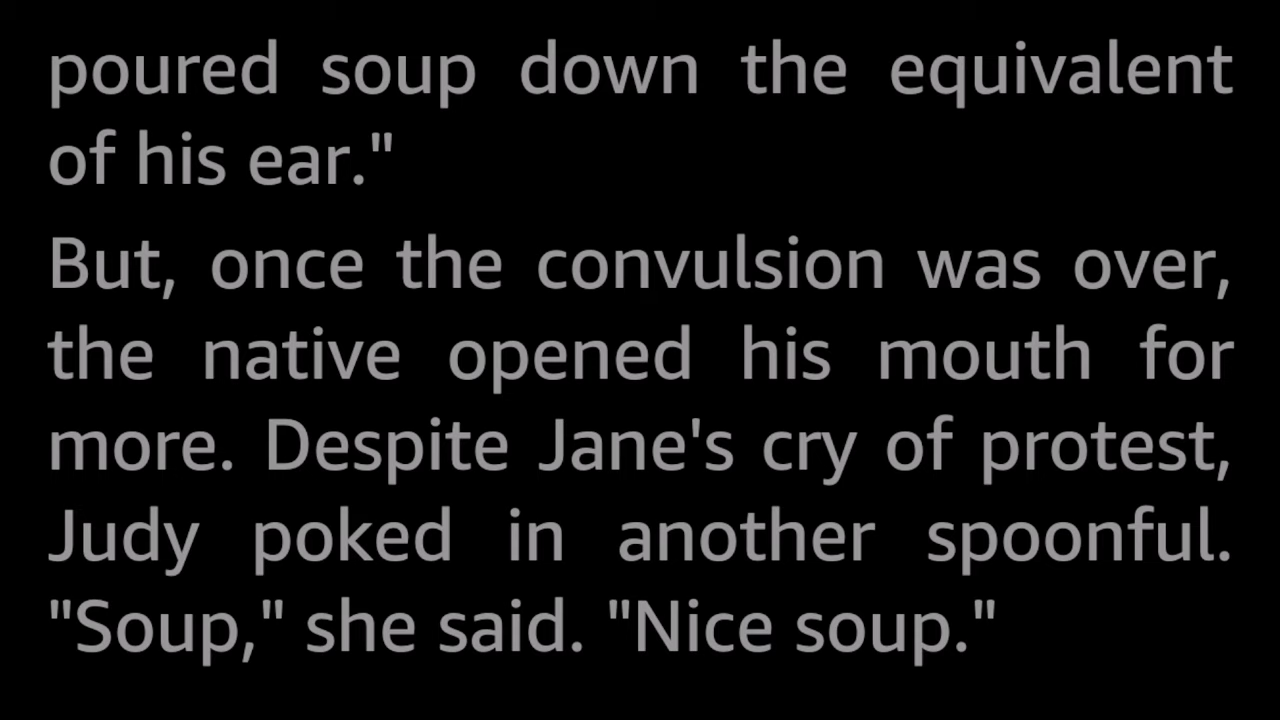 poured soup down the equivalent
of his ear."
But, once the convulsion was over,
the native opened his mouth for
more. Despite Jane's cry of protest,
Judy poked in another spoonful.
"Soup," she said. "Nice soup."